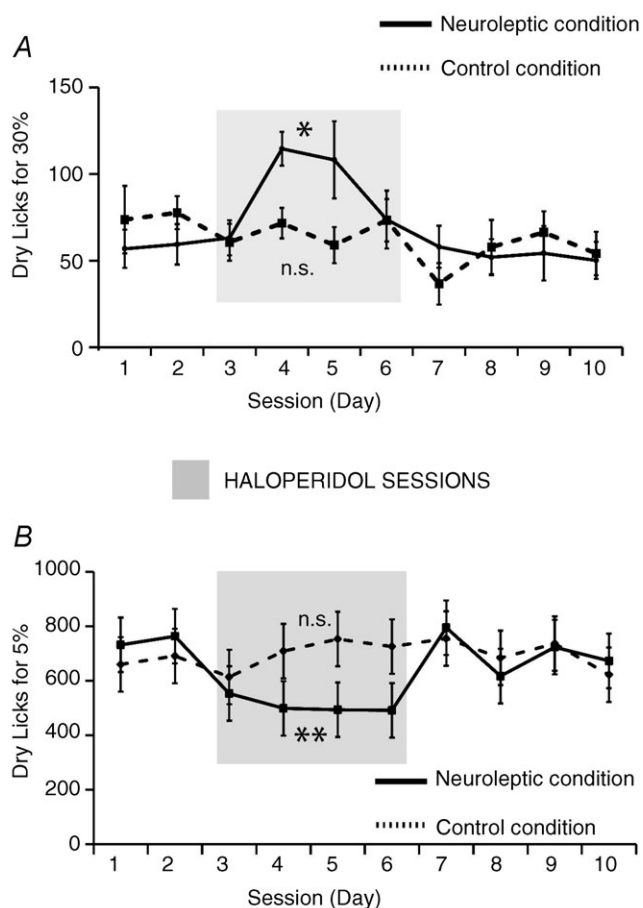 Neuroleptic condition
A
Control condition
150
*
100
Dry Licks for 30%
50
n.s.
0
1 2 3 4 5 6 7 8 9 10
Session (Day)
HALOPERIDOL SESSIONS
B
1000
n.s.
800
600
Dry Licks for 5%
**
400
Neuroleptic condition
200
Control condition
0
1 2 3 4 5 6 7 8 9 10
Session (Day)